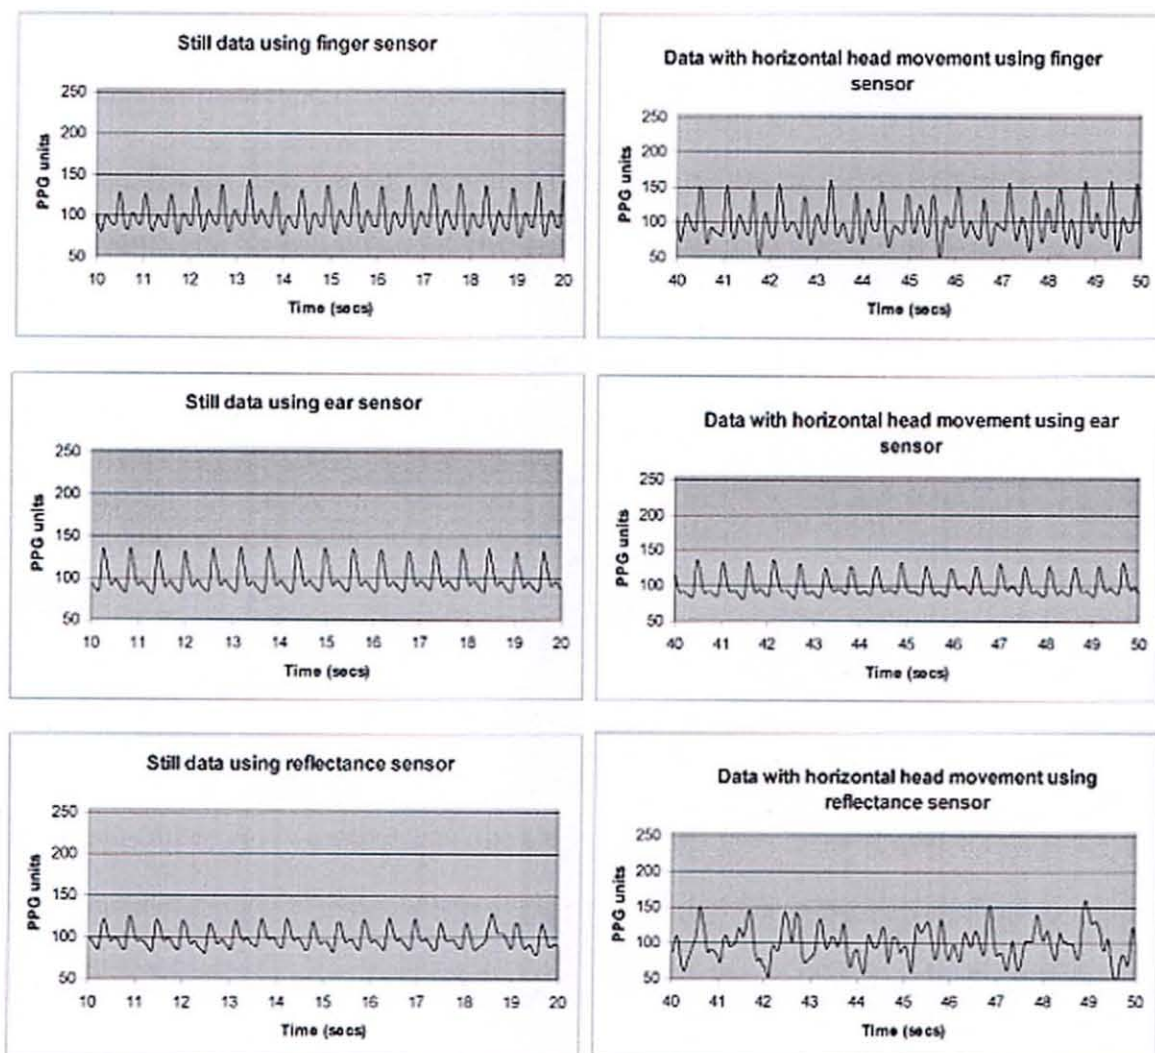 Still data using finger sensor
250
200
150
100
50
PPG units
10 11 12 13 14 15 16 17 18 19 20
Time (secs)
Data with horizontal head movement using finger
sensor
250
200
150
100
50
PPG units
40 41 42 43 44 45 46 47 48 49 50
Time (secs)
Still data using ear sensor
250
200
150
100
50
PPG units
10 11 12 13 14 15 16 17 18 19 20
Time (secs)
Data with horizontal head movement using ear
sensor
250
200
150
100
50
PPG units
40 41 42 43 44 45 46 47 48 49 50
Time (secs)
Still data using reflectance sensor
250
200
150
100
50
PPG units
10 11 12 13 14 15 16 17 18 19 20
Time (secs)
Data with horizontal head movement using
reflectance sensor
250
200
150
100
50
PPG units
40 41 42 43 44 45 46 47 48 49 50
Time (secs)